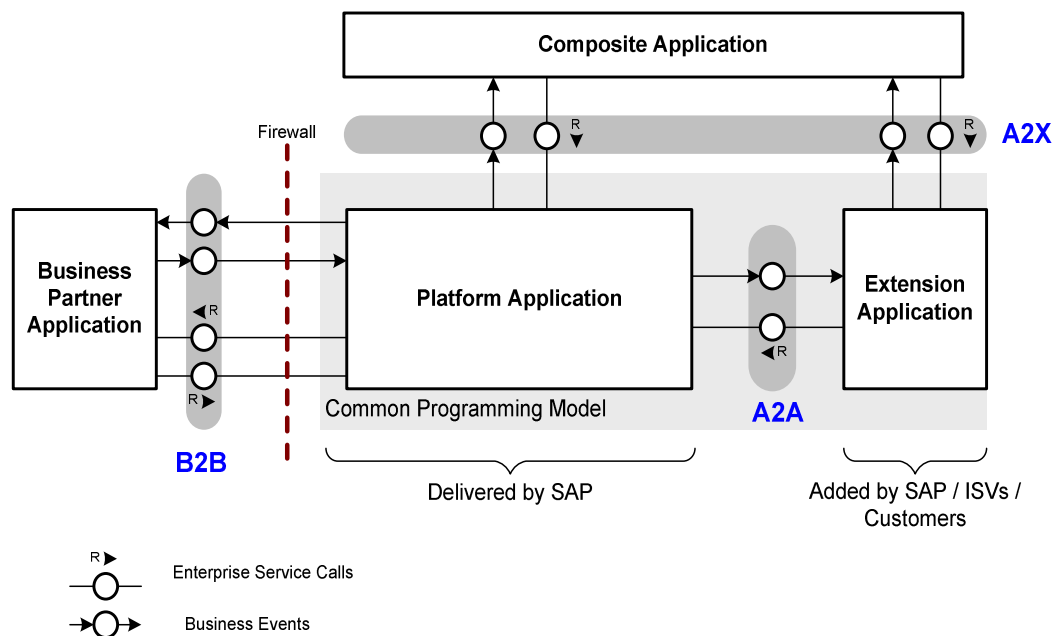 Composite Application
R
R
A2X
Firewall
Business
Partner
Application
R
R
B2B
Platform Application
Common Programming Model
R
A2A
Extension
Application
Delivered by SAP
Added by SAP / ISVs /
Customers
R
Enterprise Service Calls
Business Events